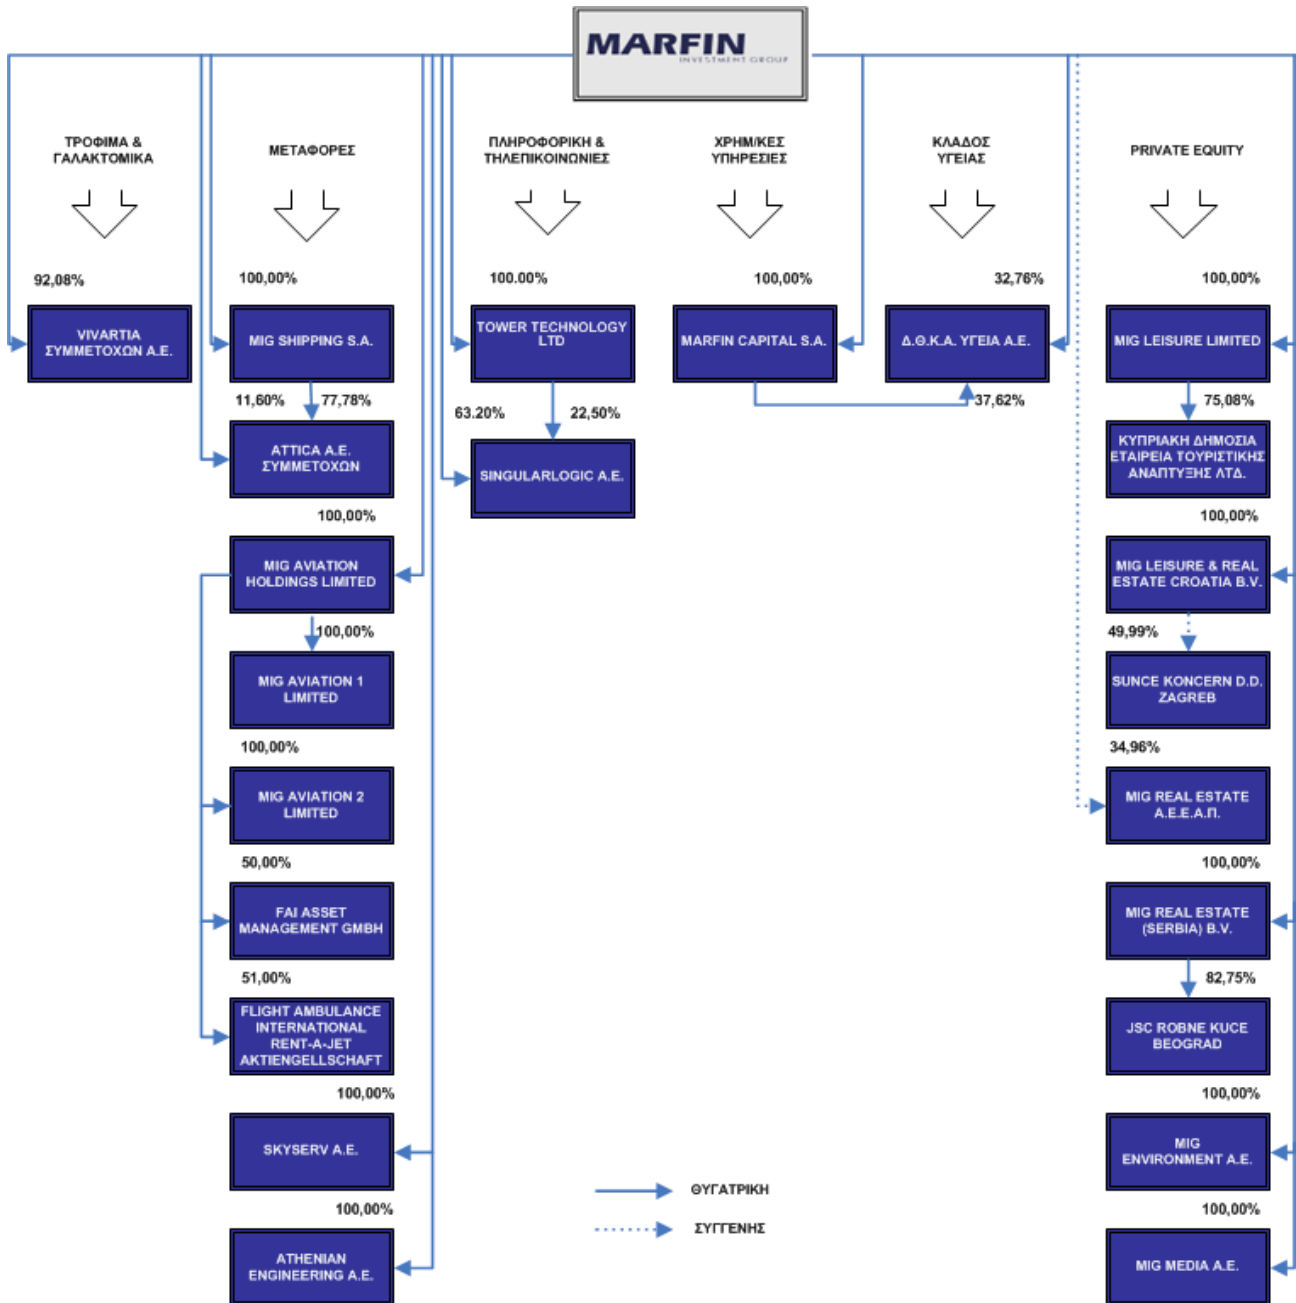 MARFIN
INVESTMENT GROUP
ΤΡΟΦΙΜΑ &
ΓΑΛΑΚΤΟΜΙΚΑ
92,08%
VIVARTIA
ΣΥΜΜΕΤΟΧΩΝ Α.Ε.
ΜΕΤΑΦΟΡΕΣ
100,00%
MIG SHIPPING S.A.
11,60% 77,78%
ATTICA A.E.
ΣΥΜΜΕΤΟΧΩΝ
100,00%
MIG AVIATION
HOLDINGS LIMITED
100,00%
MIG AVIATION 1
LIMITED
100,00%
MIG AVIATION 2
LIMITED
50,00%
FAI ASSET
MANAGEMENT GMBH
51,00%
FLIGHT AMBULANCE
INTERNATIONAL
RENT-A-JET
AKTIENGELLSCHAFT
100,00%
SKYSERV A.E.
100,00%
ATHENIAN
ENGINEERING A.E.
ΠΛΗΡΟΦΟΡΙΚΗ &
ΤΗΛΕΠΙΚΟΙΝΩΝΙΕΣ
100.00%
TOWER TECHNOLOGY
LTD
63.20% 22,50%
SINGULARLOGIC A.E.
ΧΡΗΜ/ΚΕΣ
ΥΠΗΡΕΣΙΕΣ
100,00%
MARFIN CAPITAL S.A.
ΚΛΑΔΟΣ
ΥΓΕΙΑΣ
32,76%
Δ.Θ.Κ.Α. ΥΓΕΙΑ Α.Ε.
37,62%
PRIVATE EQUITY
100,00%
MIG LEISURE LIMITED
75,08%
ΚΥΠΡΙΑΚΗ ΔΗΜΟΣΙΑ
ΕΤΑΙΡΕΙΑ ΤΟΥΡΙΣΤΙΚΗΣ
ΑΝΑΠΤΥΞΗΣ ΛΤΔ.
100,00%
MIG LEISURE & REAL
ESTATE CROATIA B.V.
49,99%
SUNCE KONCERN D.D.
ZAGREB
34,96%
MIG REAL ESTATE
Α.Ε.Ε.Α.Π.
100,00%
MIG REAL ESTATE
(SERBIA) B.V.
82,75%
JSC ROBNE KUCE
BEOGRAD
100,00%
MIG
ENVIRONMENT A.E.
100,00%
MIG MEDIA A.E.
ΘΥΓΑΤΡΙΚΗ
ΣΥΓΓΕΝΗΣ